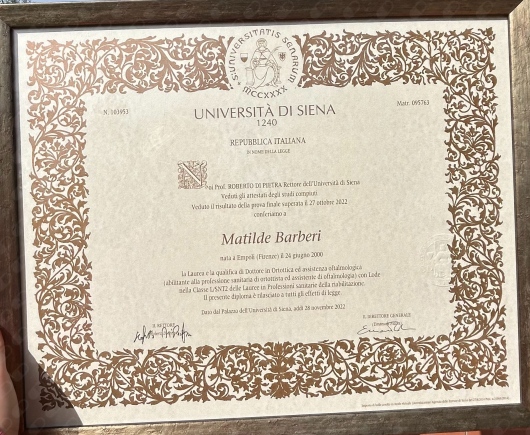 SUNIVERSITATIS SENARUM
MCCXXXX
N. 103953
Matr. 095763
UNIVERSITÀ DI SIENA
1240
REPUBBLICA ITALIANA
IN NOME DELLA LEGGE
Noi Prof. ROBERTO DI PIETRA Rettore dell'Università di Siena
Veduti gli attestati degli studi compiuti
Veduto il risultato della prova finale superata il 27 ottobre 2022
conferiamo a
Matilde Barberi
nata a Empoli (Firenze) il 24 giugno 2000
la Laurea e la qualifica di Dottore in Ortottica ed assistenza oftalmologica
(abilitante alla professione sanitaria di ortottista ed assistente di oftalmologia) con Lode
nella Classe L/SNT2 delle Lauree in Professioni sanitarie della riabilitazione.
Il presente diploma è rilasciato a tutti gli effetti di legge.
Dato dal Palazzo dell'Università di Siena, addì 28 novembre 2022
IL RETTORE
IL DIRETTORE GENERALE